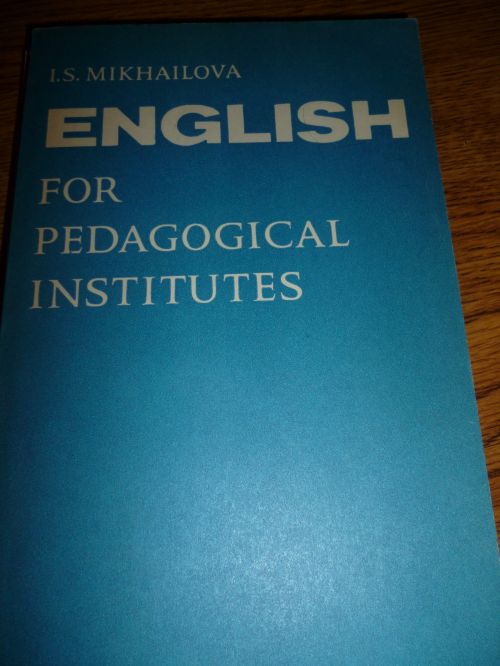 I.S. MIKHAILOVA
ENGLISH
FOR
PEDAGOGICAL
INSTITUTES